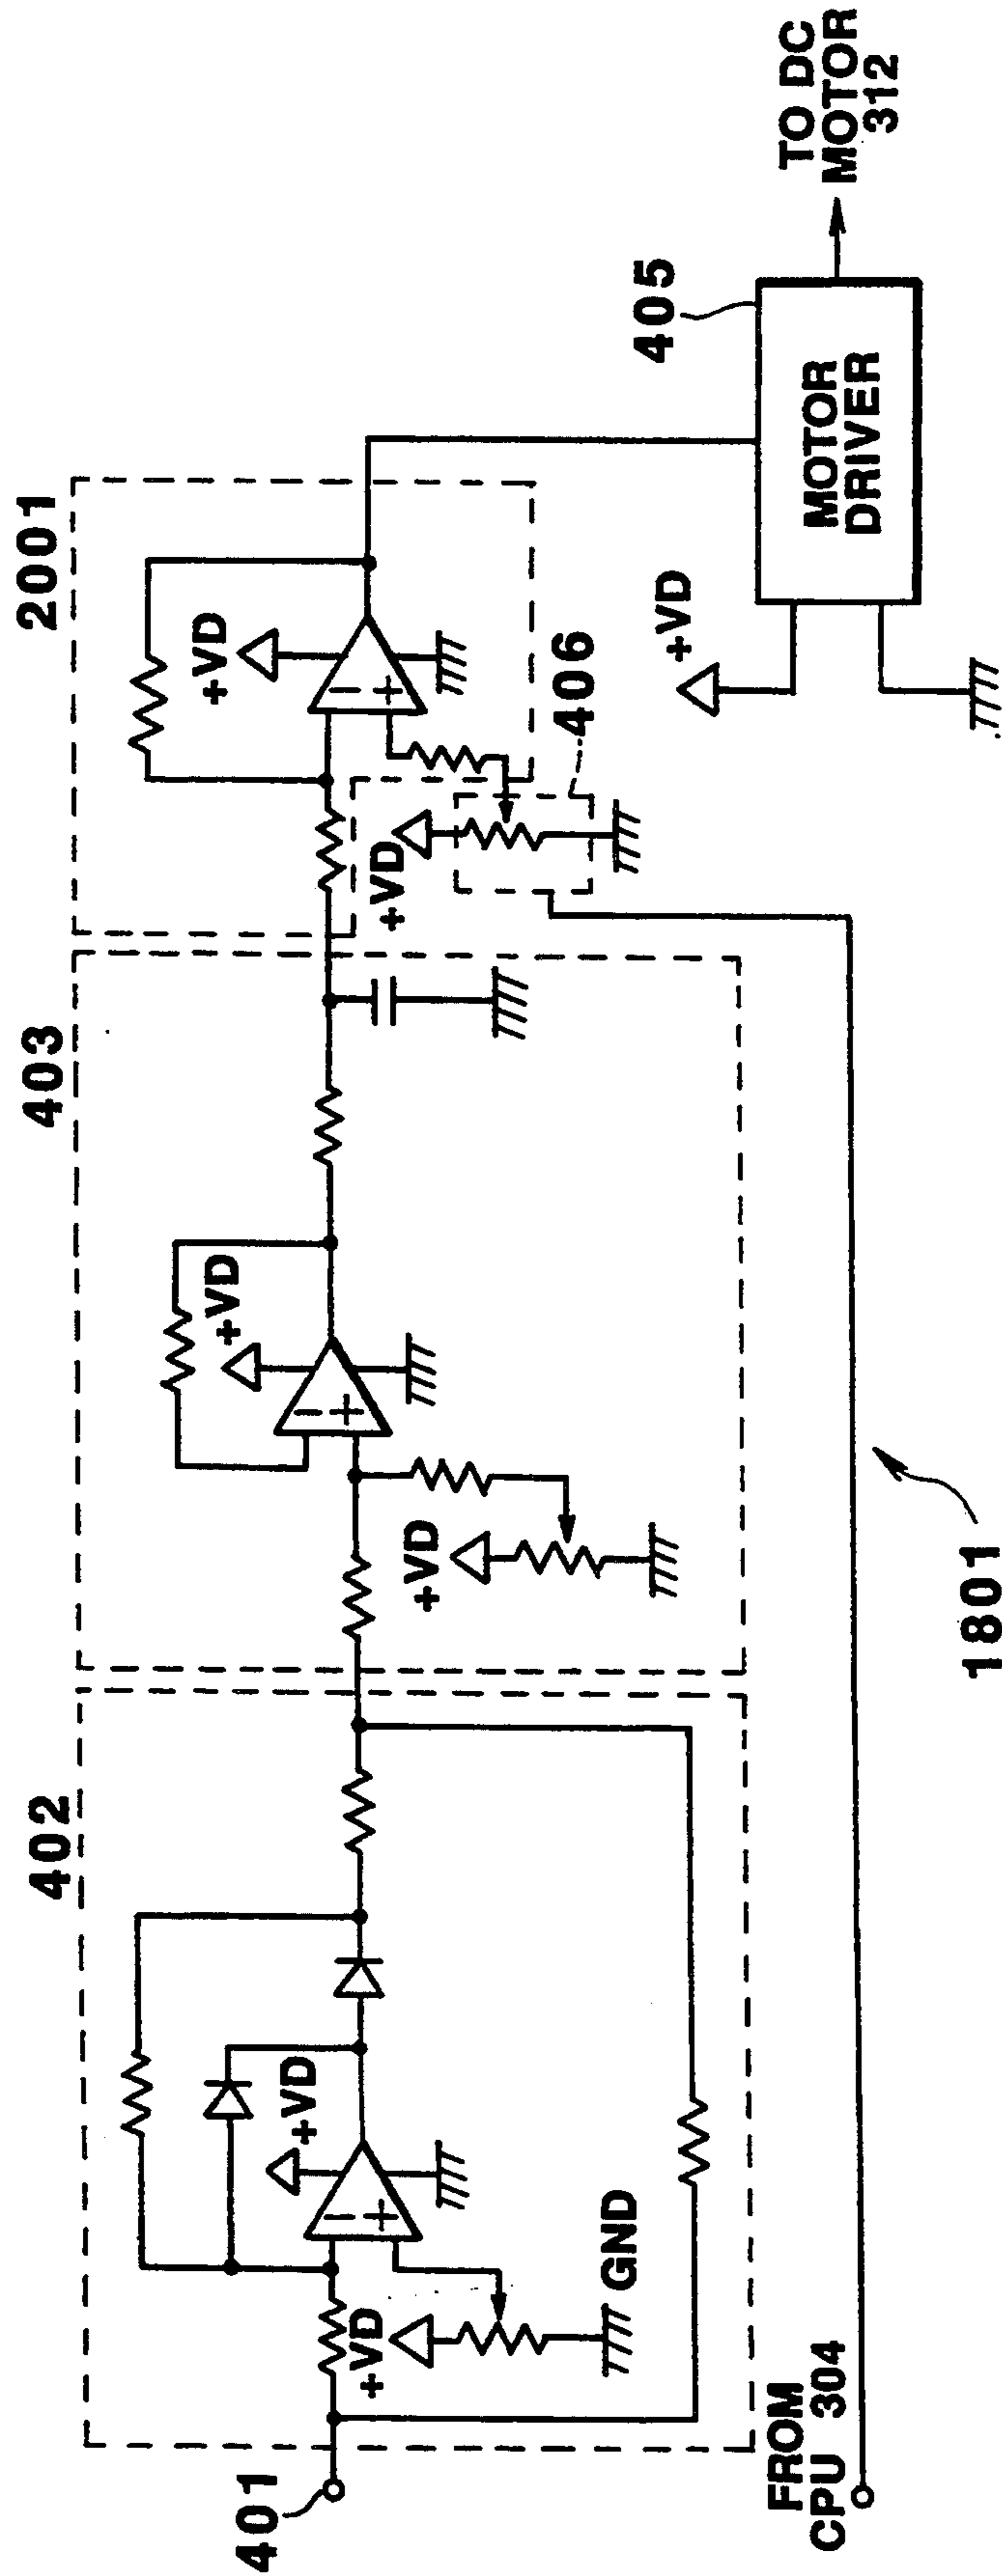 401
402
403
2001
+VD
+VD
GND
+VD
+VD
+VD
+VD
406
405
+VD
MOTOR
DRIVER
TO DC
MOTOR
312
FROM
CPU 304
1801